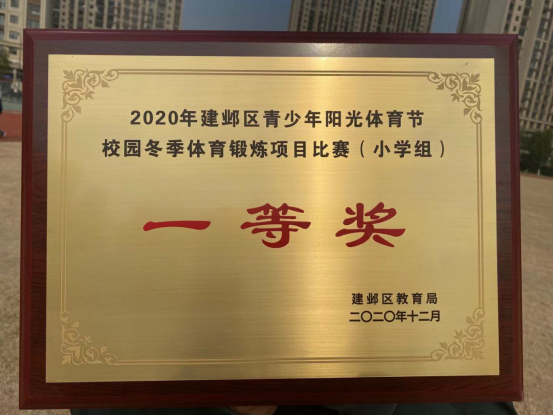 2020年建邺区青少年阳光体育节
校园冬季体育锻炼项目比赛（小学组）
一等奖
建邺区教育局
二〇二〇年十二月